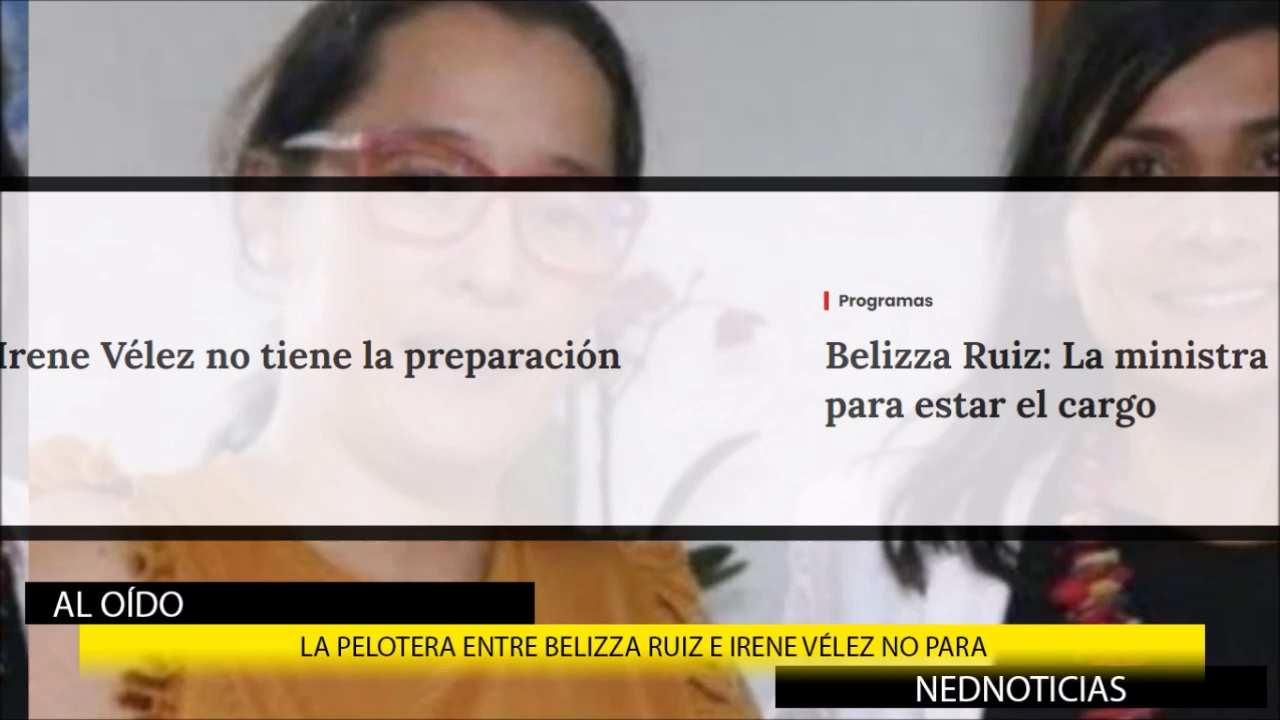 Irene Vélez no tiene la preparación
Programas
Belizza Ruiz: La ministra
para estar el cargo
AL OÍDO
LA PELOTERA ENTRE BELIZZA RUIZ E IRENE VÉLEZ NO PARA
NEDNOTICIAS